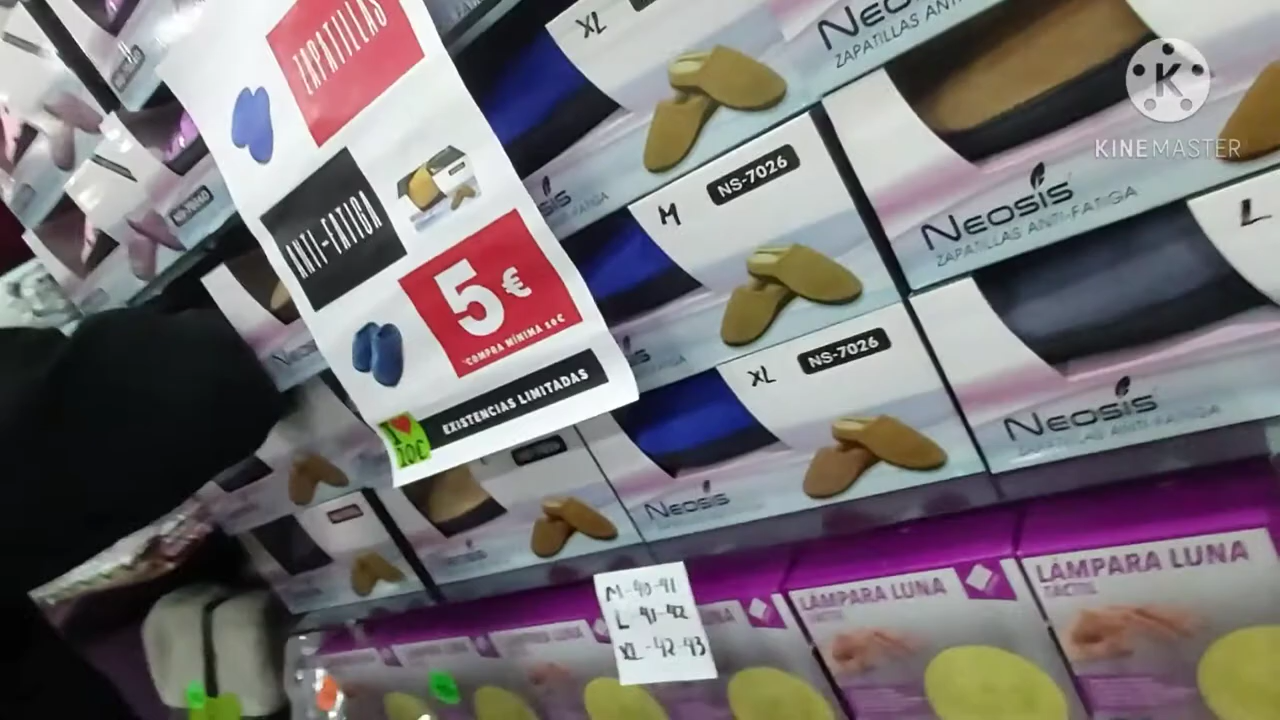 ZAPATILLAS
ANTI-FATIGA
5€
*COMPRA MÍNIMA 10€
EXISTENCIAS LIMITADAS
I ♥
10€
XL
NEOSIS
ZAPATILLAS ANTI-FATIGA
M
NS-7026
NEOSIS
ZAPATILLAS ANTI-FATIGA
L
XL
NS-7026
NEOSIS
NEOSIS
ZAPATILLAS ANTI-FATIGA
M-40-41
L-41-42
XL-42-43
LÁMPARA LUNA
LÁMPARA LUNA
TÁCTIL
K
KINEMASTER